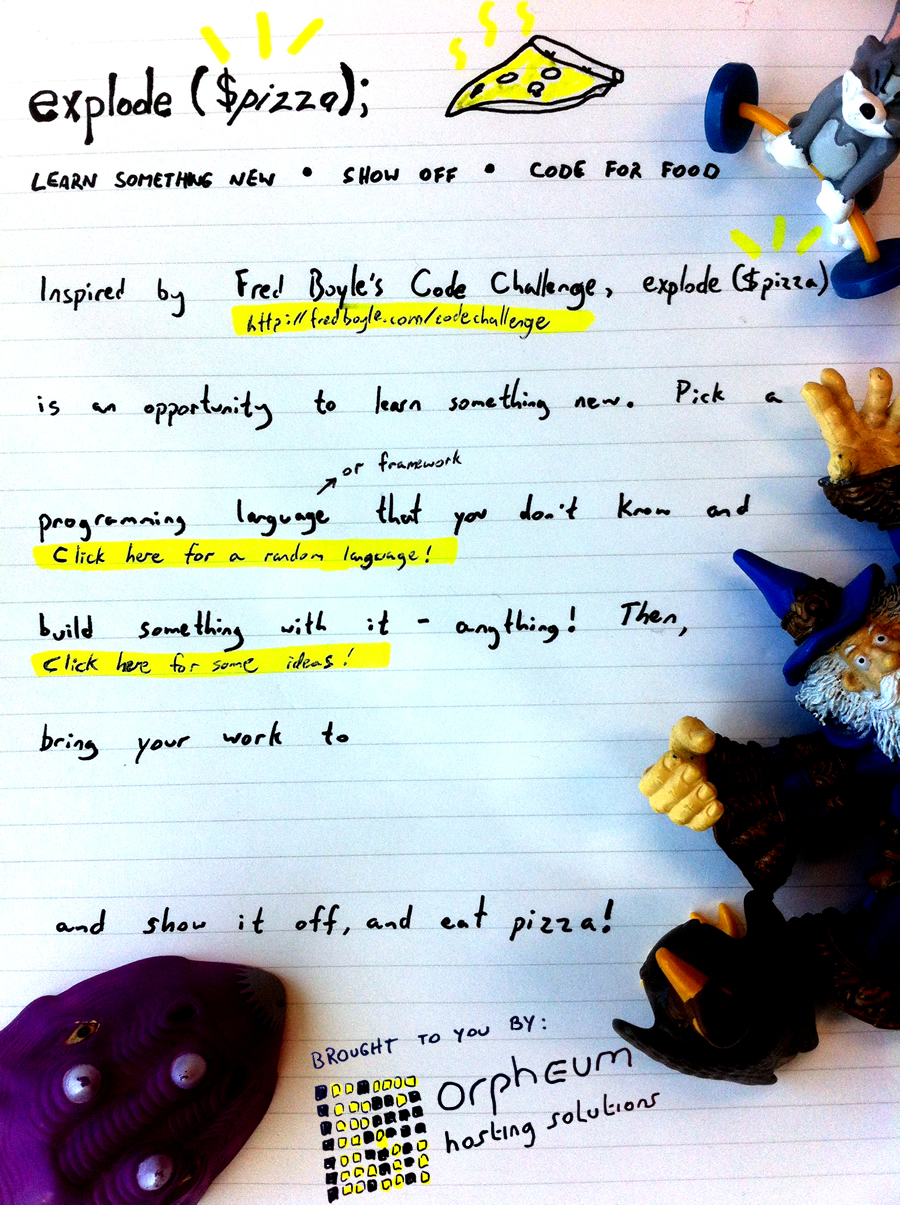 explode ($pizza);
LEARN SOMETHING NEW • SHOW OFF • CODE FOR FOOD
Inspired by Fred Boyle's Code Challenge, explode ($pizza)
http://fredboyle.com/codechallenge
is an opportunity to learn something new. Pick a
or framework
programming language that you don't know and
Click here for a random language!
build something with it - anything! Then,
Click here for some ideas!
bring your work to
and show it off, and eat pizza!
BROUGHT TO YOU BY:
orpheum
hosting solutions